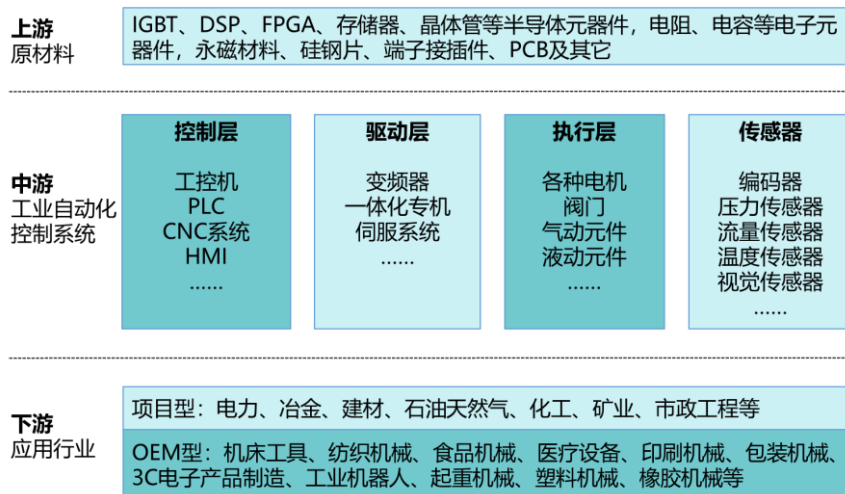 上游
原材料
IGBT、DSP、FPGA、存储器、晶体管等半导体元器件，电阻、电容等电子元
器件，永磁材料、硅钢片、端子接插件、PCB及其它
中游
工业自动化
控制系统
控制层
工控机
PLC
CNC系统
HMI
......
驱动层
变频器
一体化专机
伺服系统
......
执行层
各种电机
阀门
气动元件
液动元件
......
传感器
编码器
压力传感器
流量传感器
温度传感器
视觉传感器
......
下游
应用行业
项目型：电力、冶金、建材、石油天然气、化工、矿业、市政工程等
OEM型：机床工具、纺织机械、食品机械、医疗设备、印刷机械、包装机械、
3C电子产品制造、工业机器人、起重机械、塑料机械、橡胶机械等